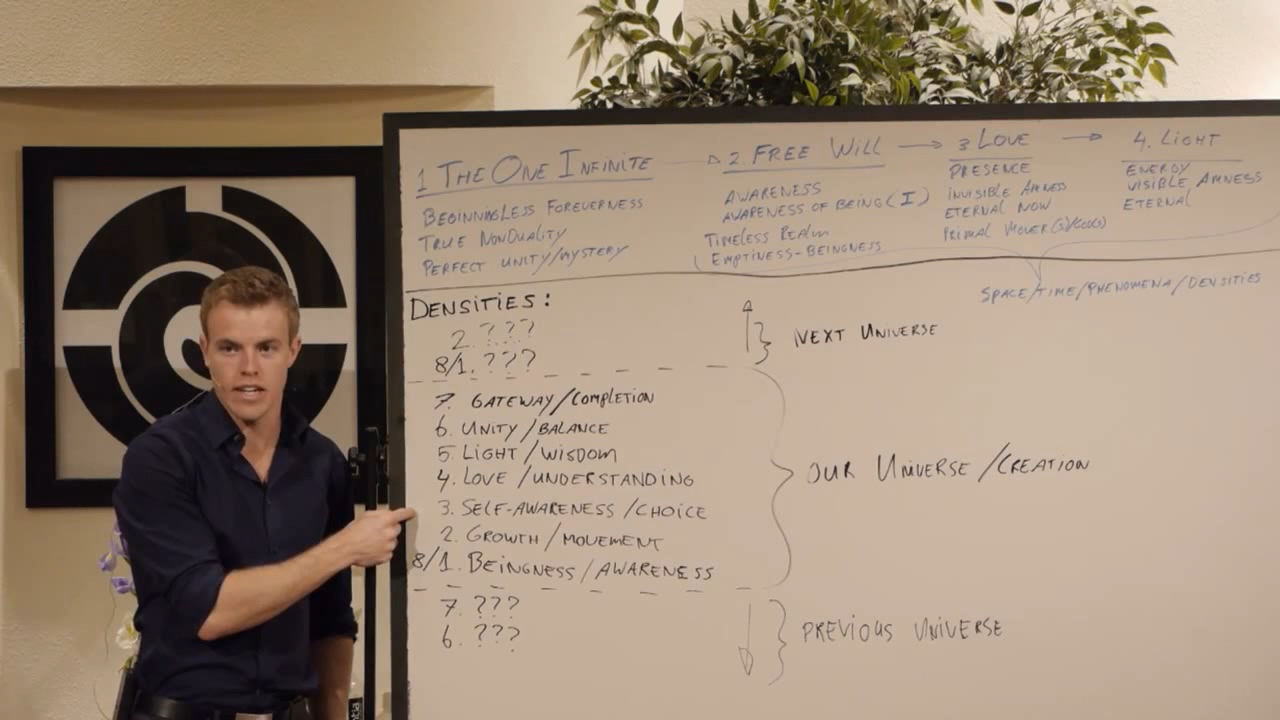 1 THE ONE INFINITE
BEGINNINGLESS FOREVERNESS
TRUE NONDUALITY
PERFECT UNITY/MYSTERY
→ 2. FREE WILL
AWARENESS
AWARENESS OF BEING (I)
TIMELESS REALM
EMPTINESS-BEINGNESS
→ 3 LOVE
PRESENCE
INVISIBLE AMNESS
ETERNAL NOW
PRIMAL MOVER(S)/
→ 4. LIGHT
ENERGY
VISIBLE AMNESS
ETERNAL
SPACE/TIME/PHENOMENA/DENSITIES
DENSITIES:
2. ???
8/1. ???
NEXT UNIVERSE
7. GATEWAY/COMPLETION
6. UNITY/BALANCE
5. LIGHT/WISDOM
4. LOVE/UNDERSTANDING
3. SELF-AWARENESS/CHOICE
2. GROWTH/MOVEMENT
8/1. BEINGNESS/AWARENESS
OUR UNIVERSE/CREATION
7. ???
6. ???
PREVIOUS UNIVERSE